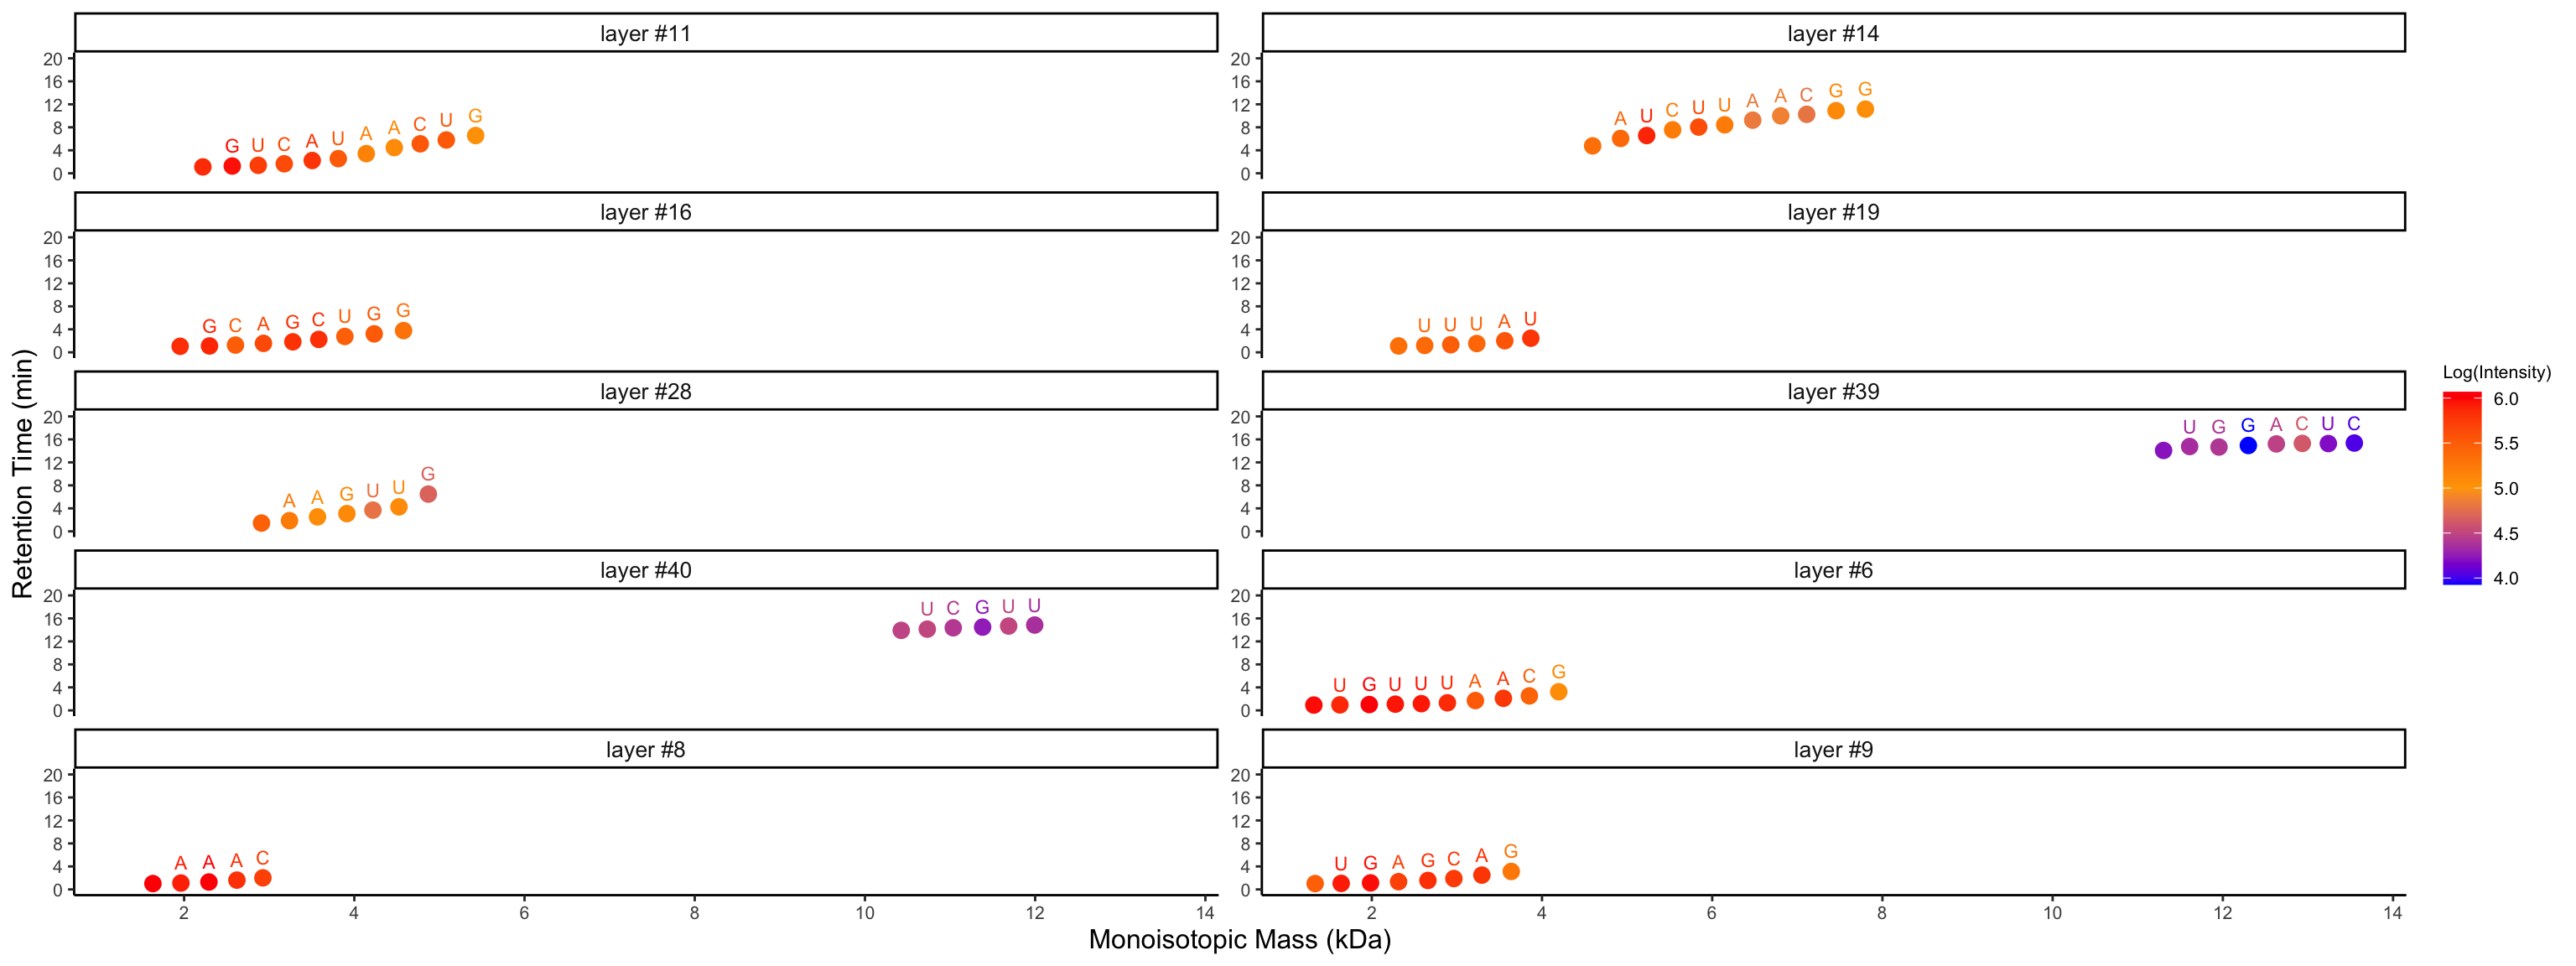 layer #11
layer #14
20
16
12
8
4
0
G U C A U A A C U G
20
16
12
8
4
0
A U C U U A A C G G
layer #16
layer #19
20
16
12
8
4
0
G C A G C U G G
20
16
12
8
4
0
U U U A U
layer #28
layer #39
20
16
12
8
4
0
A A G U U G
20
16
12
8
4
0
U G G A C U C
layer #40
layer #6
20
16
12
8
4
0
U C G U U
20
16
12
8
4
0
U G U U U A A C G
layer #8
layer #9
20
16
12
8
4
0
A A A C
20
16
12
8
4
0
U G A G C A G
2 4 6 8 10 12 14
2 4 6 8 10 12 14
Monoisotopic Mass (kDa)
Retention Time (min)
Log(Intensity)
6.0
5.5
5.0
4.5
4.0